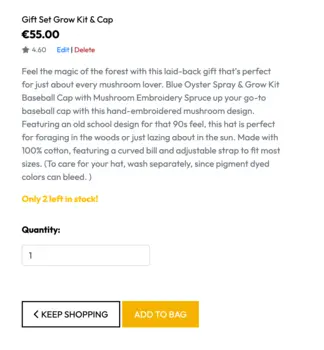 Gift Set Grow Kit & Cap
€55.00
4.60 Edit | Delete
Feel the magic of the forest with this laid-back gift that's perfect
for just about every mushroom lover. Blue Oyster Spray & Grow Kit
Baseball Cap with Mushroom Embroidery Spruce up your go-to
baseball cap with this hand-embroidered mushroom design.
Featuring an old school design for that 90s feel, this hat is perfect
for foraging in the woods or just lazing about in the sun. Made with
100% cotton, featuring a curved bill and adjustable strap to fit most
sizes. (To care for your hat, wash separately, since pigment dyed
colors can bleed. )
Only 2 left in stock!
Quantity:
1
KEEP SHOPPING ADD TO BAG